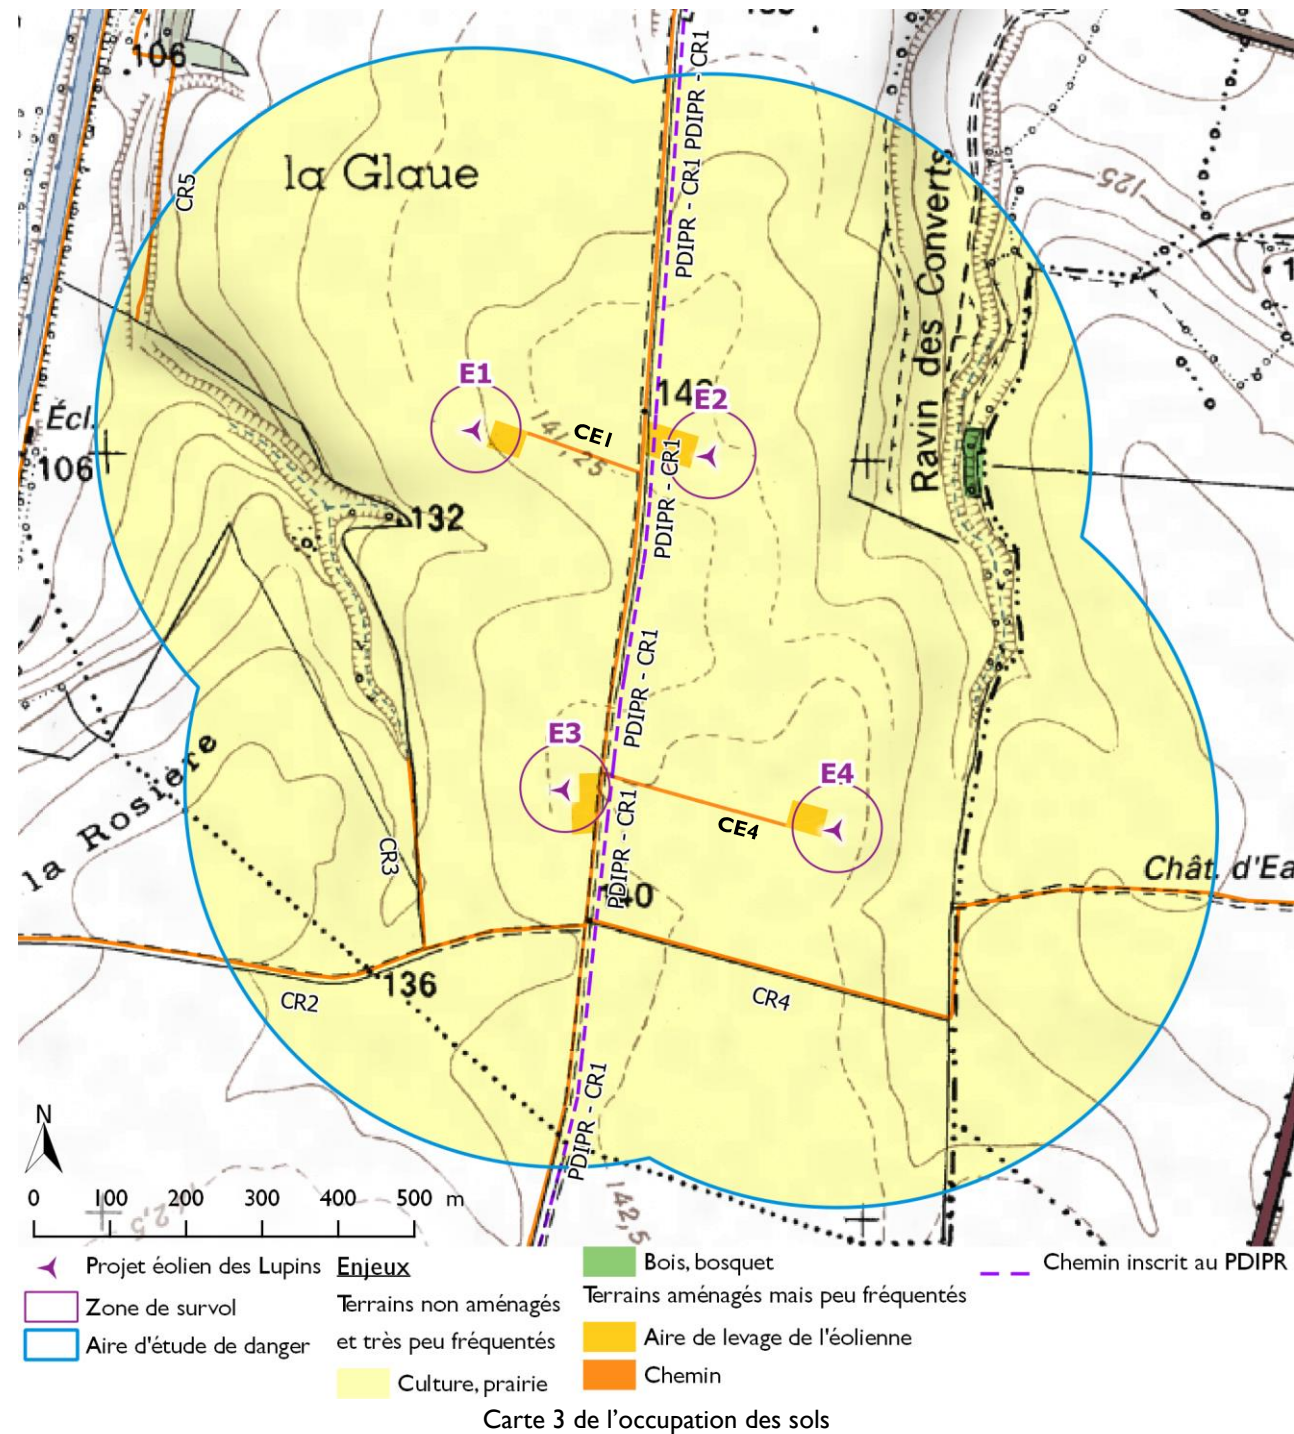 106
la Glaue
CR5
PDIPR - CR1
PDIPR - CR1
Ravin des Converts
125
E1
E2
CE1
141,25
Écl.
106
132
PDIPR - CR1
PDIPR - CR1
E3
E4
CE4
la Rosière
CR3
PDIPR - CR1
140
Chât. d'Ea
136
CR2
CR4
PDIPR - CR1
142,5
N
0 100 200 300 400 500 m
Projet éolien des Lupins
Zone de survol
Aire d'étude de danger
Enjeux
Terrains non aménagés
et très peu fréquentés
Culture, prairie
Bois, bosquet
Terrains aménagés mais peu fréquentés
Aire de levage de l'éolienne
Chemin
Chemin inscrit au PDIPR
Carte 3 de l'occupation des sols